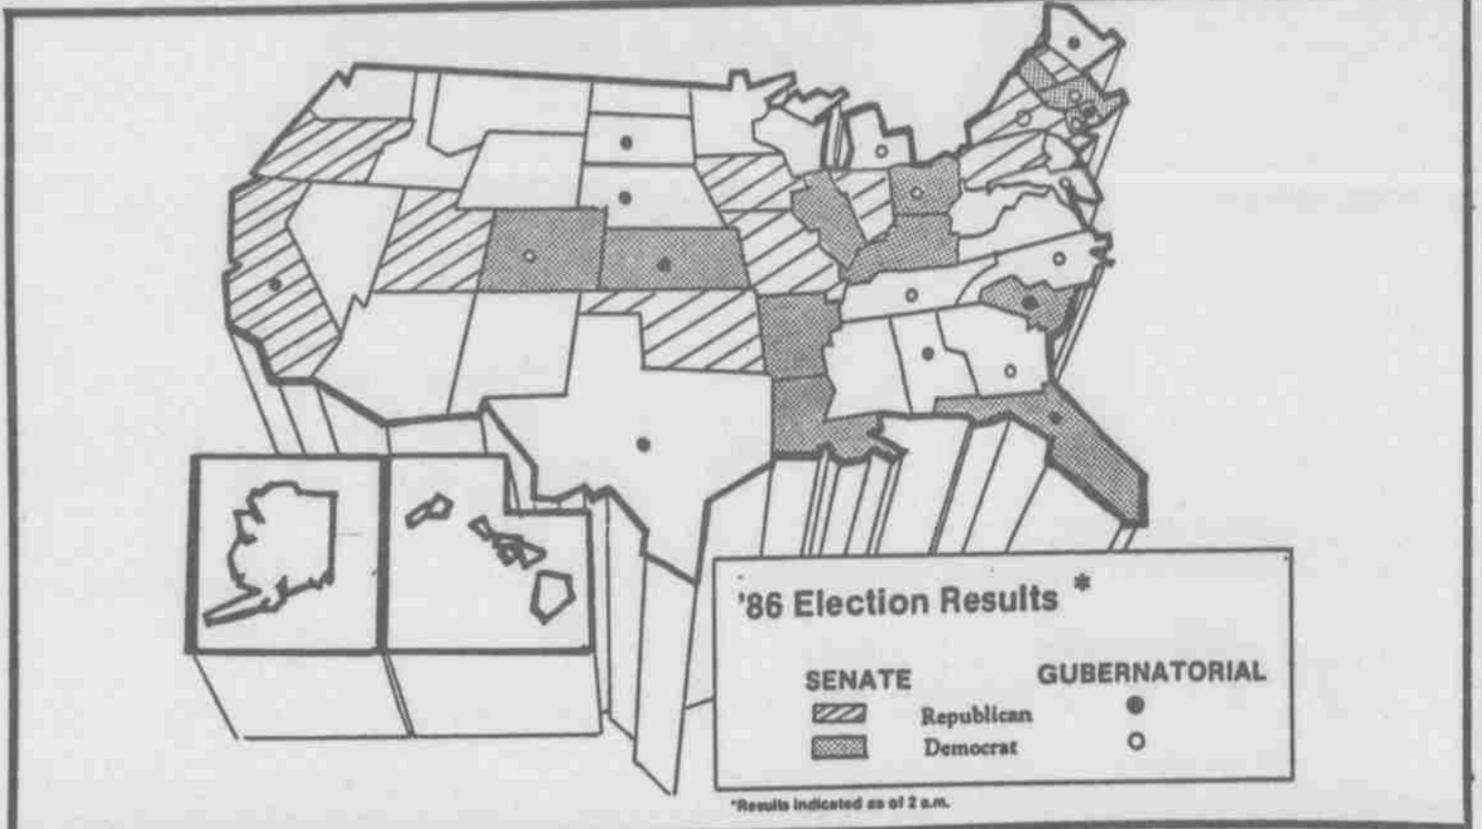 '86 Election Results *
SENATE GUBERNATORIAL
Republican
Democrat
*Results indicated as of 2 a.m.